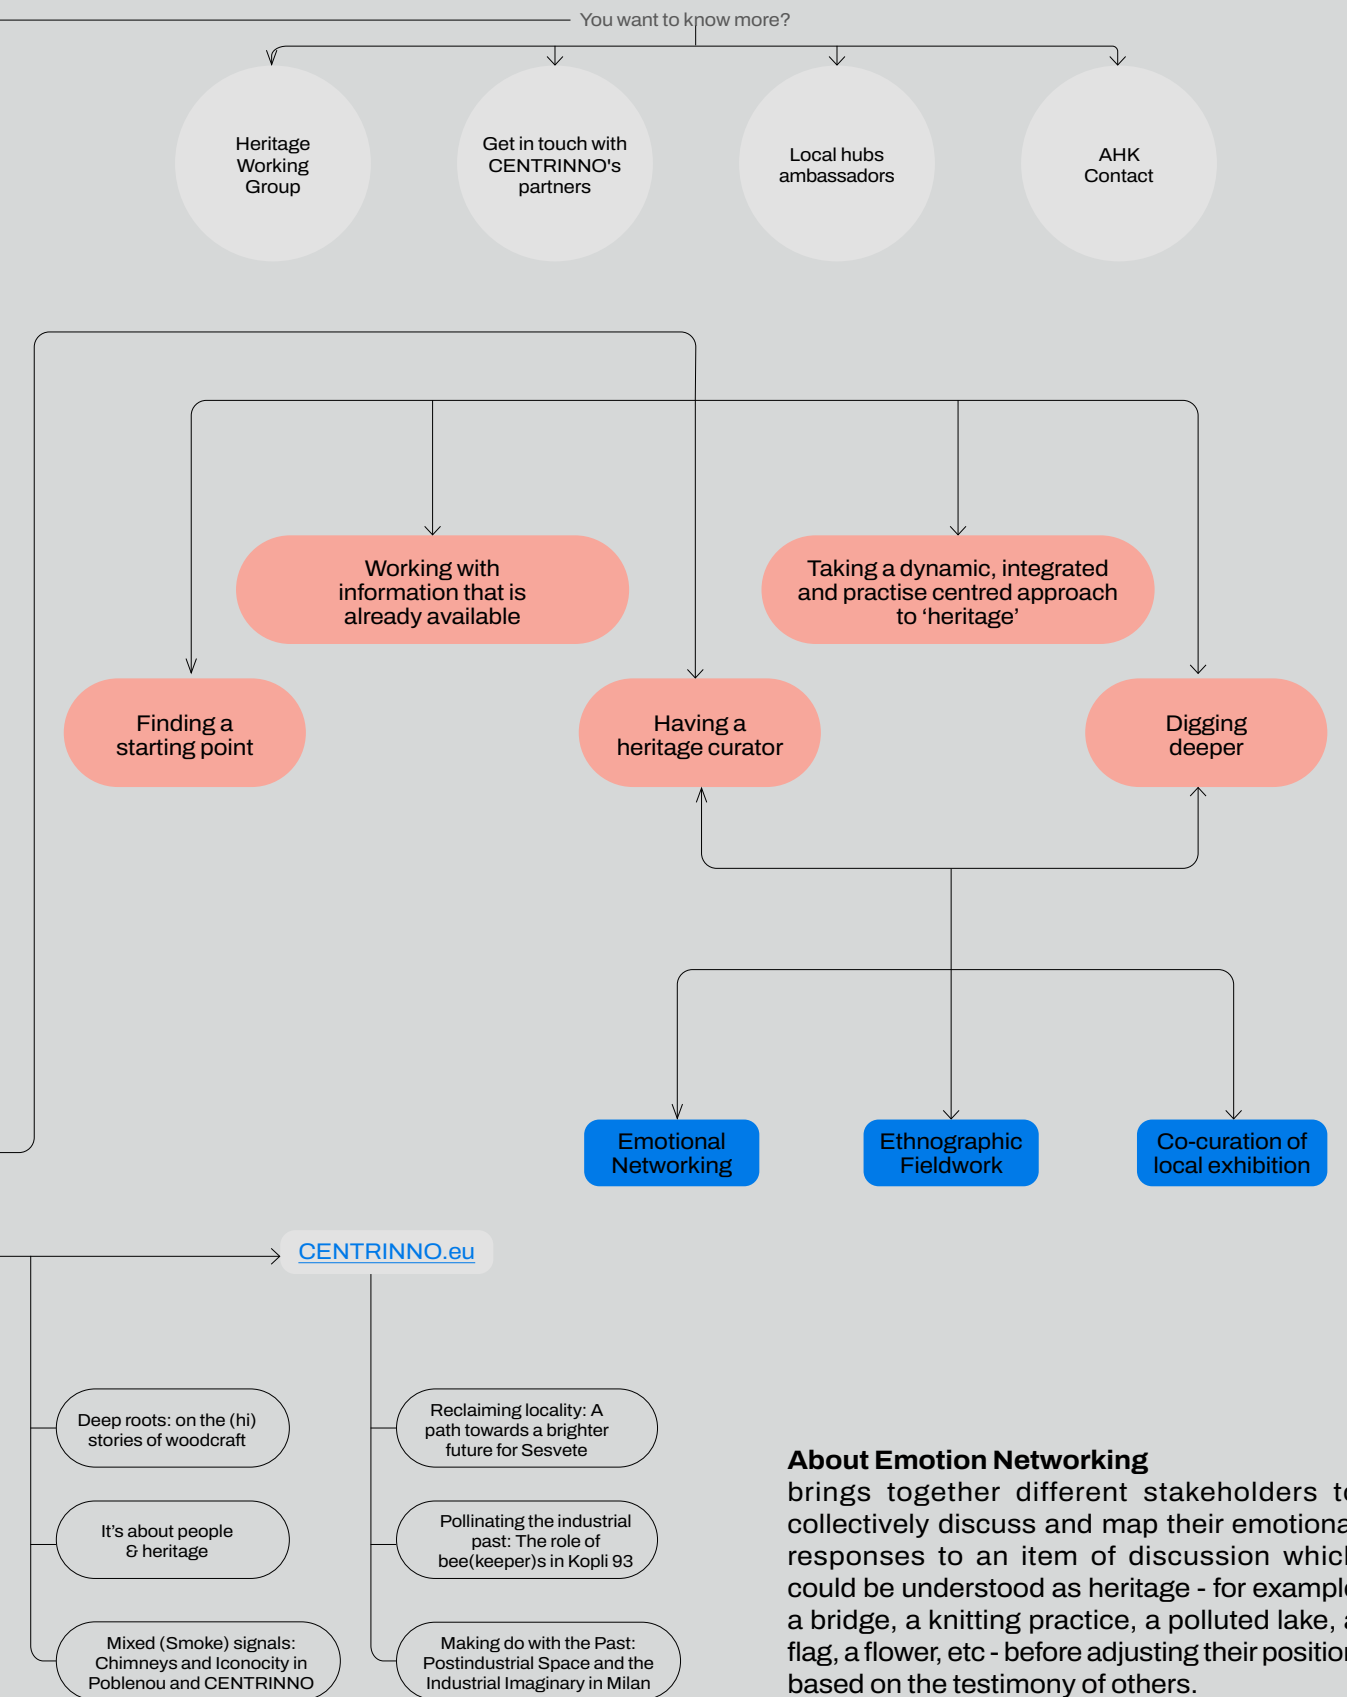 You want to know more?
Heritage
Working
Group
Get in touch with
CENTRINNO's
partners
Local hubs
ambassadors
AHK
Contact
Working with
information that is
already available
Taking a dynamic, integrated
and practise centred approach
to ‘heritage’
Finding a
starting point
Having a
heritage curator
Digging
deeper
Emotional
Networking
Ethnographic
Fieldwork
Co-curation of
local exhibition
CENTRINNO.eu
Deep roots: on the (hi)
stories of woodcraft
It’s about people
& heritage
Mixed (Smoke) signals:
Chimneys and Iconocity in
Poblenou and CENTRINNO
Reclaiming locality: A
path towards a brighter
future for Sesvete
Pollinating the industrial
past: The role of
bee(keeper)s in Kopli 93
Making do with the Past:
Postindustrial Space and the
Industrial Imaginary in Milan
About Emotion Networking
brings together different stakeholders to
collectively discuss and map their emotiona
responses to an item of discussion which
could be understood as heritage - for example
a bridge, a knitting practice, a polluted lake, a
flag, a flower, etc - before adjusting their position
based on the testimony of others.